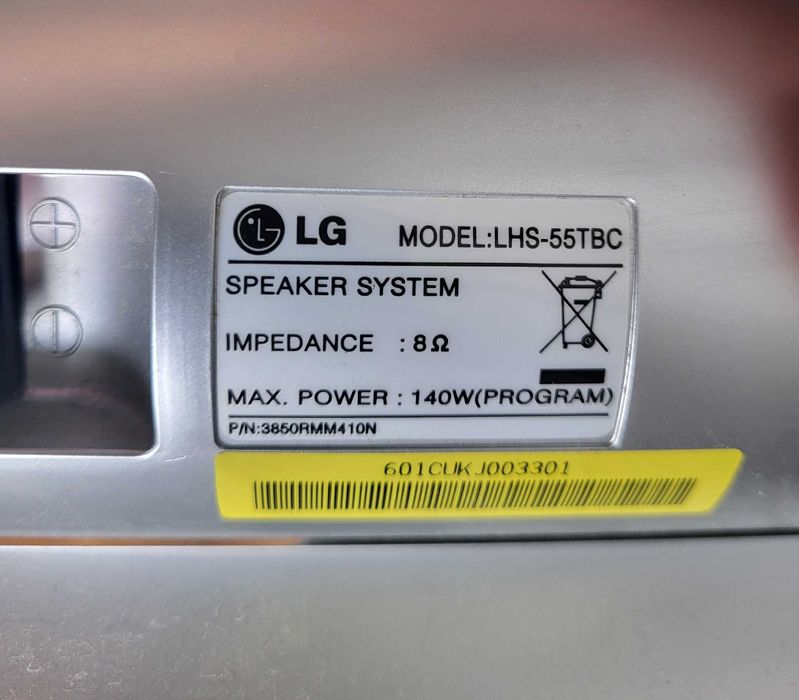 LG MODEL:LHS-55TBC
SPEAKER SYSTEM
IMPEDANCE : 8Ω
MAX. POWER : 140W(PROGRAM)
P/N:3850RMM410N
601CUKJ003301